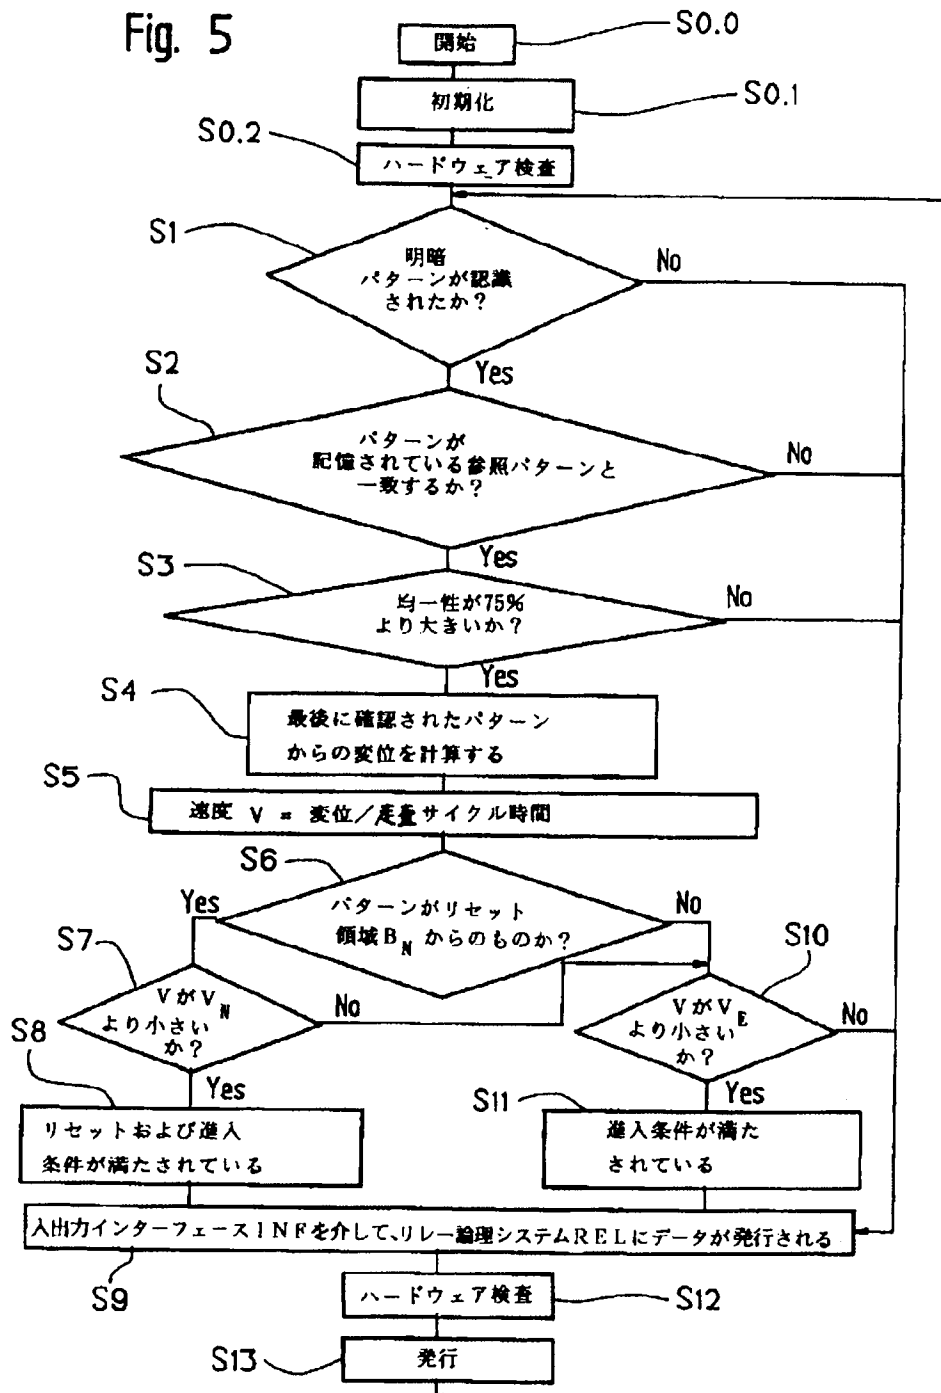 Fig. 5
開始
S0.0
初期化
S0.1
S0.2
ハードウェア検査
S1
明暗
パターンが認識
されたか?
No
Yes
S2
パターンが
記憶されている参照パターンと
一致するか?
No
Yes
S3
均一性が75%
より大きいか?
No
Yes
S4
最後に確認されたパターン
からの変位を計算する
S5
速度 V = 変位/走査サイクル時間
S6
Yes
パターンがリセット
領域BNからのものか?
No
S7
VがVN
より小さい
か?
No
Yes
S10
VがVE
より小さい
か?
No
Yes
S8
リセットおよび進入
条件が満たされている
S11
進入条件が満た
されている
入出力インターフェースINFを介して、リレー論理システムRELにデータが発行される
S9
ハードウェア検査
S12
S13
発行